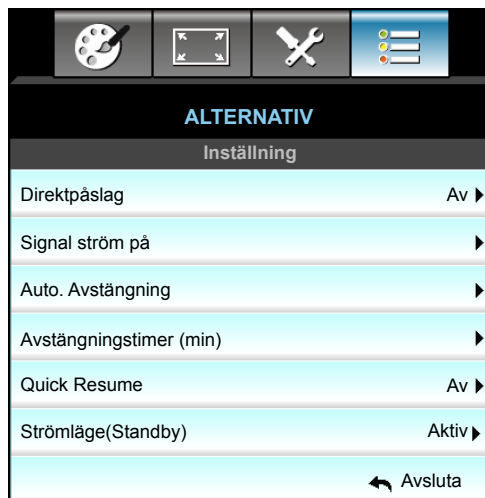 ALTERNATIV
Inställning
Direktpåslag Av
Signal ström på
Auto. Avstängning
Avstängningstimer (min)
Quick Resume Av
Strömläge(Standby) Aktiv
Avsluta